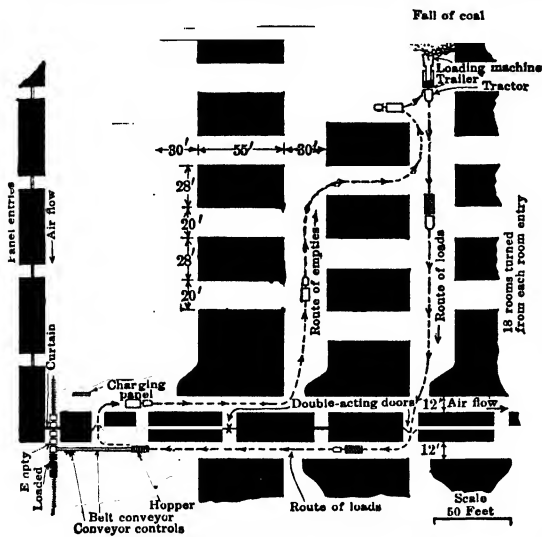 Fall of coal
Loading machine
Trailer
Tractor
30'
55'
30'
28'
20'
28'
20'
Panel entries
Air flow
Route of empties
Route of loads
18 rooms turned
from each room entry
Curtain
Charging
panel
Double-acting doors
12'
Air flow
12'
Empty
Loaded
Hopper
Belt conveyor
Conveyor controls
Route of loads
Scale
50 Feet